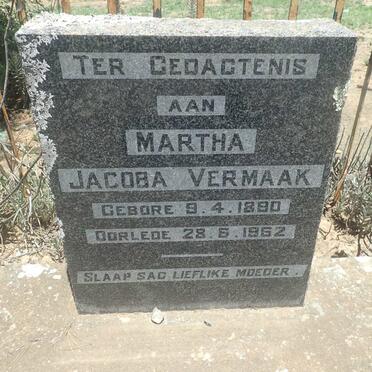 TER GEDAGTENIS
AAN
MARTHA
JACOBA VERMAAK
GEBORE 9.4.1890
OORLEDE 28.6.1962
SLAAP SAG LIEFLIKE MOEDER.